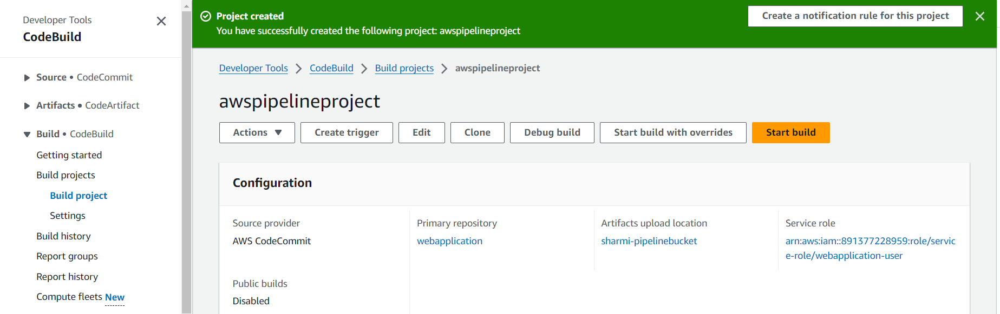 Developer Tools
CodeBuild
Source • CodeCommit
Artifacts • CodeArtifact
Build • CodeBuild
Getting started
Build projects
Build project
Settings
Build history
Report groups
Report history
Compute fleets New
Project created
You have successfully created the following project: awspipelineproject
Create a notification rule for this project
Developer Tools > CodeBuild > Build projects > awspipelineproject
awspipelineproject
Actions Create trigger Edit Clone Debug build Start build with overrides Start build
Configuration
Source provider
AWS CodeCommit
Primary repository
webapplication
Artifacts upload location
sharmi-pipelinebucket
Service role
arn:aws:iam::891377228959:role/servic
e-role/webapplication-user
Public builds
Disabled